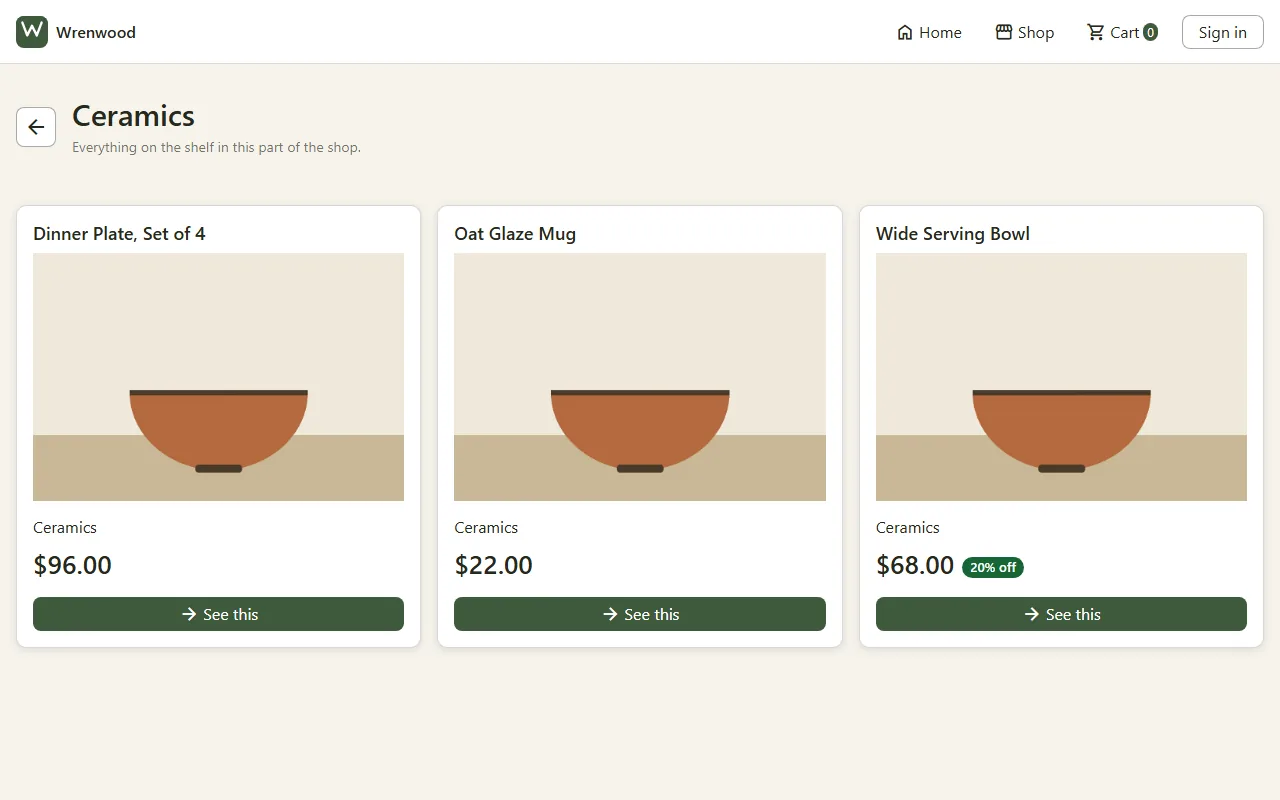 W Wrenwood
Home
Shop
Cart 0
Sign in
Ceramics
Everything on the shelf in this part of the shop.
Dinner Plate, Set of 4
Ceramics
$96.00
See this
Oat Glaze Mug
Ceramics
$22.00
See this
Wide Serving Bowl
Ceramics
$68.00 20% off
See this